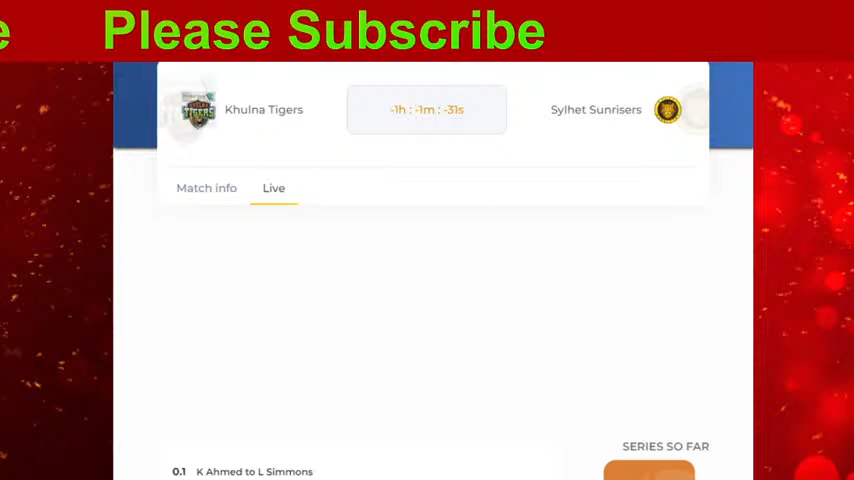 e Please Subscribe
Khulna Tigers
TIGERS
-1h : -1m : -31s
Sylhet Sunrisers
Match info Live
SERIES SO FAR
0.1 K Ahmed to L Simmons